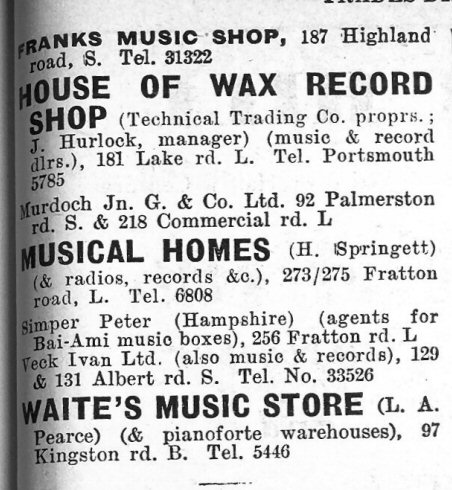 FRANKS MUSIC SHOP, 187 Highland
road, S. Tel. 31322
HOUSE OF WAX RECORD
SHOP (Technical Trading Co. proprs.;
J. Hurlock, manager) (music & record
dlrs.), 181 Lake rd. L. Tel. Portsmouth
5785
Murdoch Jn. G. & Co. Ltd. 92 Palmerston
rd. S. & 218 Commercial rd. L
MUSICAL HOMES (H. Springett)
(& radios, records &c.), 273/275 Fratton
road, L. Tel. 6808
Simper Peter (Hampshire) (agents for
Bai-Ami music boxes), 256 Fratton rd. L
Veck Ivan Ltd. (also music & records), 129
& 131 Albert rd. S. Tel. No. 33526
WAITE'S MUSIC STORE (L. A.
Pearce) (& pianoforte warehouses), 97
Kingston rd. B. Tel. 5446